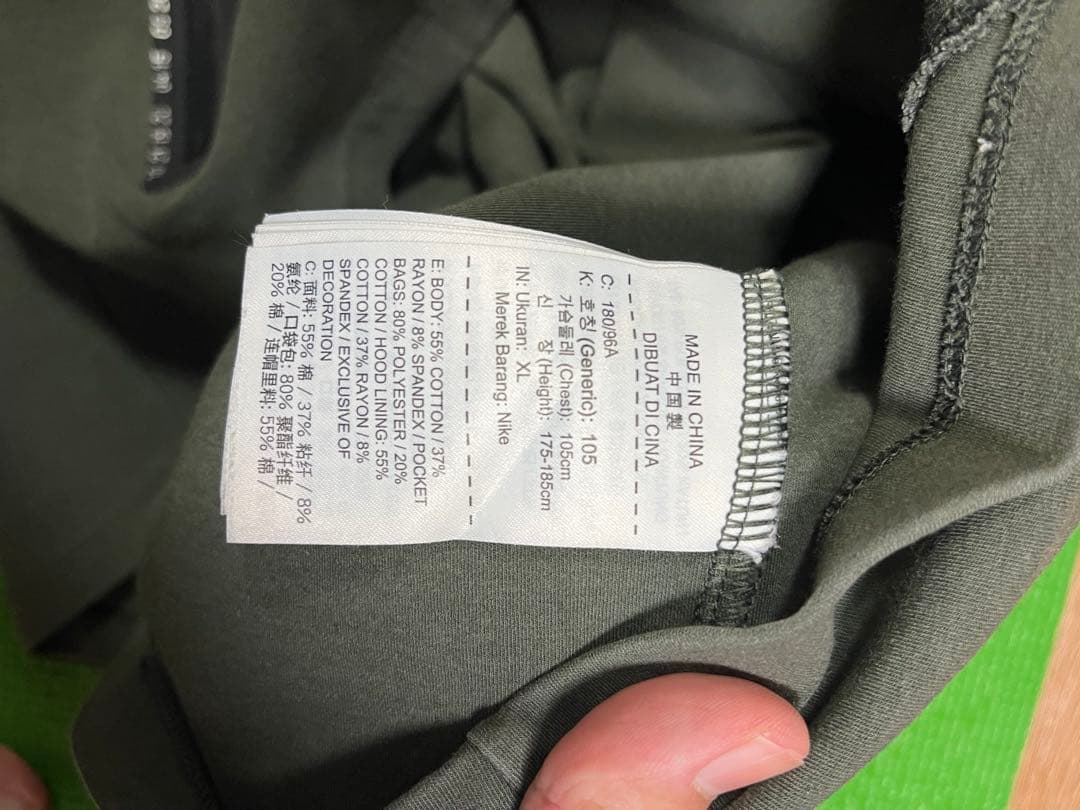 MADE IN CHINA
中国製
DIBUAT DI CINA
C: 180/96A
K: 호칭 (Generic): 105
가슴둘레 (Chest): 105cm
신 장 (Height): 175-185cm
IN: Ukuran: XL
Merek Barang: Nike
E: BODY: 55% COTTON / 37%
RAYON / 8% SPANDEX / POCKET
BAGS: 80% POLYESTER / 20%
COTTON / HOOD LINING: 55%
COTTON / 37% RAYON / 8%
SPANDEX / EXCLUSIVE OF
DECORATION
C: 面料: 55% 棉 / 37% 粘纤 / 8%
氨纶 / 口袋包: 80% 聚酯纤维 /
20% 棉 / 连帽里料: 55% 棉 /